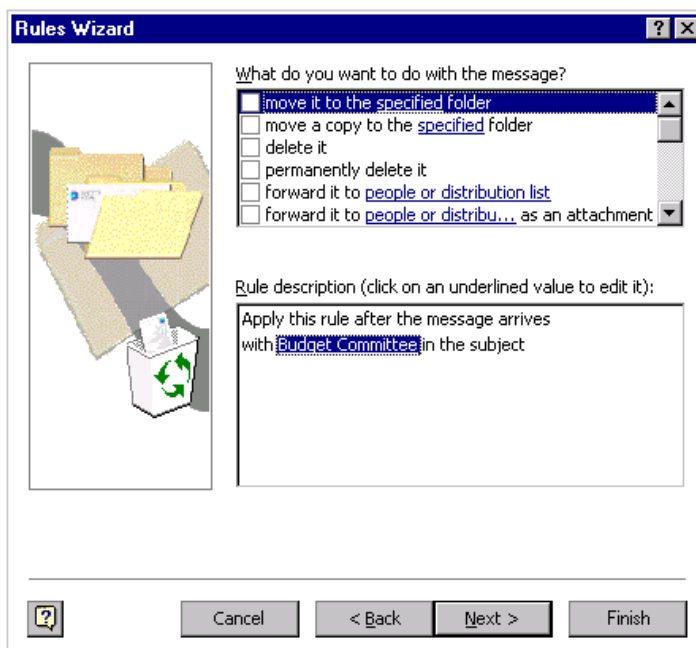 Rules Wizard
What do you want to do with the message?
move it to the specified folder
move a copy to the specified folder
delete it
permanently delete it
forward it to people or distribution list
forward it to people or distribu... as an attachment
Rule description (click on an underlined value to edit it):
Apply this rule after the message arrives
with Budget Committee in the subject
Cancel
< Back
Next >
Finish